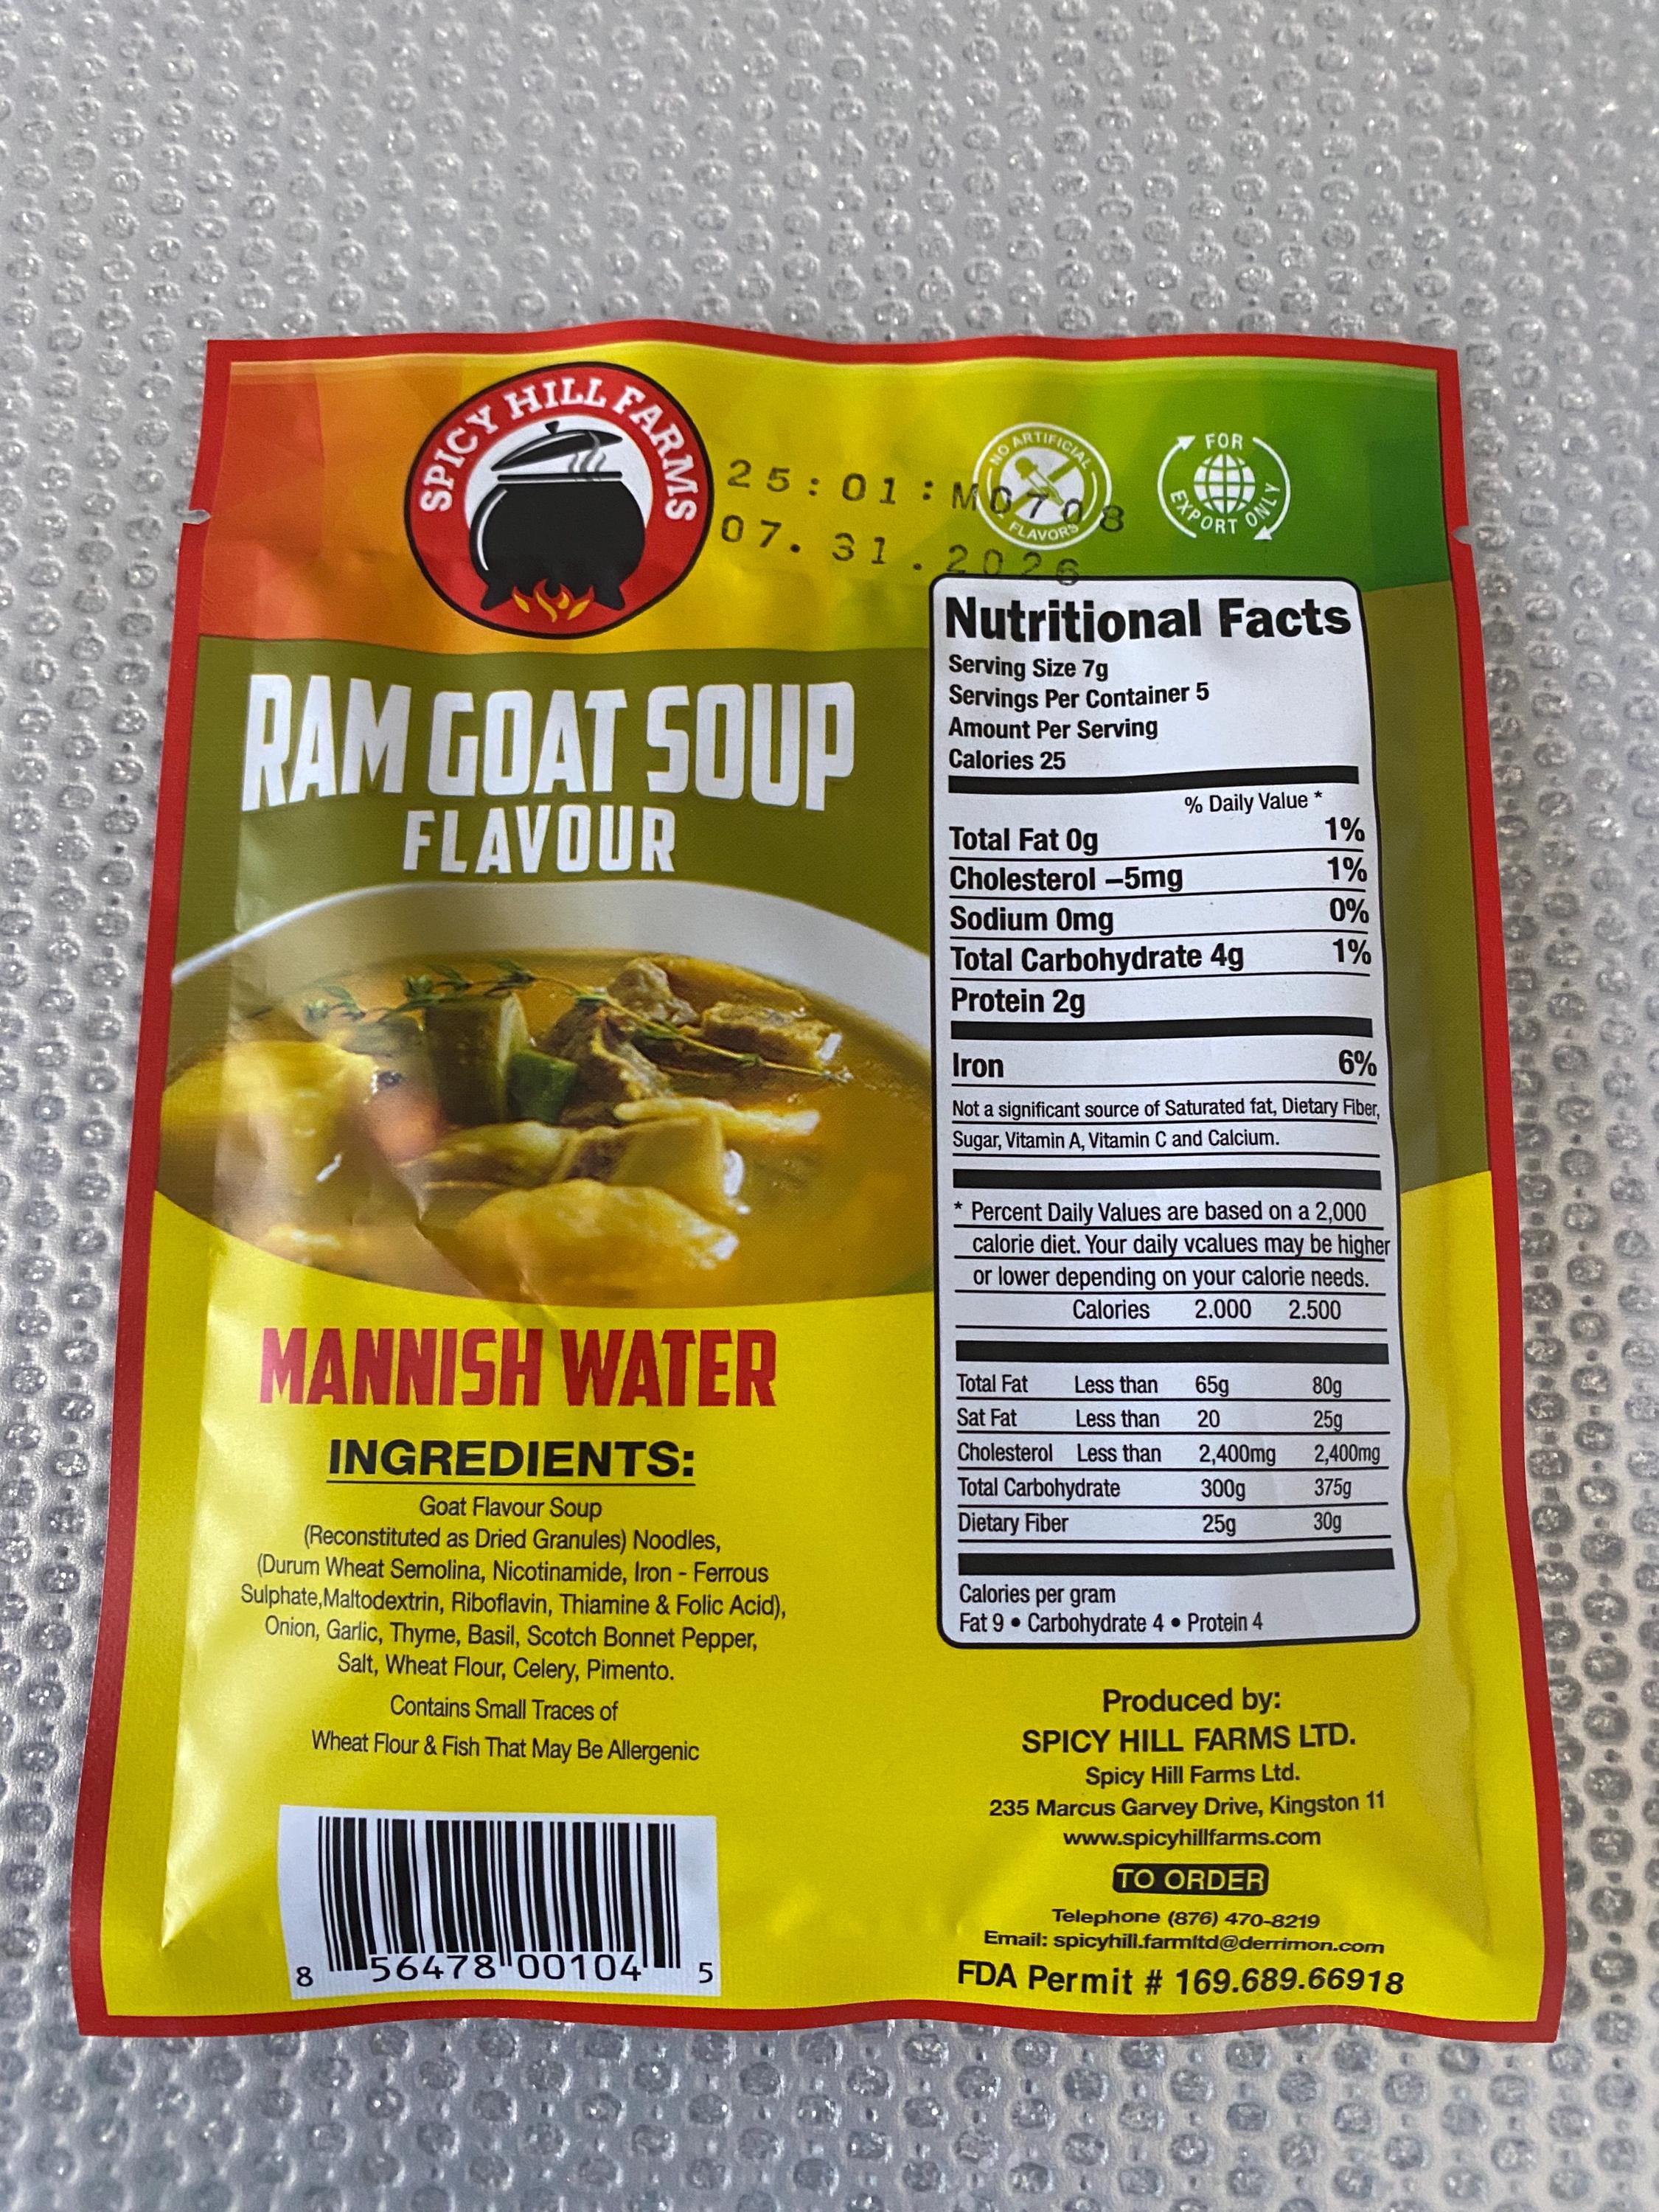 SPICY HILL FARMS
25:01:M0708
07.31.2026
NO ARTIFICIAL FLAVORS
FOR EXPORT ONLY
RAM GOAT SOUP
FLAVOUR
MANNISH WATER
INGREDIENTS:
Goat Flavour Soup
(Reconstituted as Dried Granules) Noodles,
(Durum Wheat Semolina, Nicotinamide, Iron - Ferrous
Sulphate,Maltodextrin, Riboflavin, Thiamine & Folic Acid),
Onion, Garlic, Thyme, Basil, Scotch Bonnet Pepper,
Salt, Wheat Flour, Celery, Pimento.
Contains Small Traces of
Wheat Flour & Fish That May Be Allergenic
8 56478 00104 5
Nutritional Facts
Serving Size 7g
Servings Per Container 5
Amount Per Serving
Calories 25
% Daily Value *
Total Fat 0g 1%
Cholesterol –5mg 1%
Sodium 0mg 0%
Total Carbohydrate 4g 1%
Protein 2g
Iron 6%
Not a significant source of Saturated fat, Dietary Fiber,
Sugar, Vitamin A, Vitamin C and Calcium.
* Percent Daily Values are based on a 2,000
calorie diet. Your daily vcalues may be higher
or lower depending on your calorie needs.
Calories 2.000 2.500
Total Fat Less than 65g 80g
Sat Fat Less than 20 25g
Cholesterol Less than 2,400mg 2,400mg
Total Carbohydrate 300g 375g
Dietary Fiber 25g 30g
Calories per gram
Fat 9 • Carbohydrate 4 • Protein 4
Produced by:
SPICY HILL FARMS LTD.
Spicy Hill Farms Ltd.
235 Marcus Garvey Drive, Kingston 11
www.spicyhillfarms.com
TO ORDER
Telephone (876) 470-8219
Email: spicyhill.farmltd@derrimon.com
FDA Permit # 169.689.66918